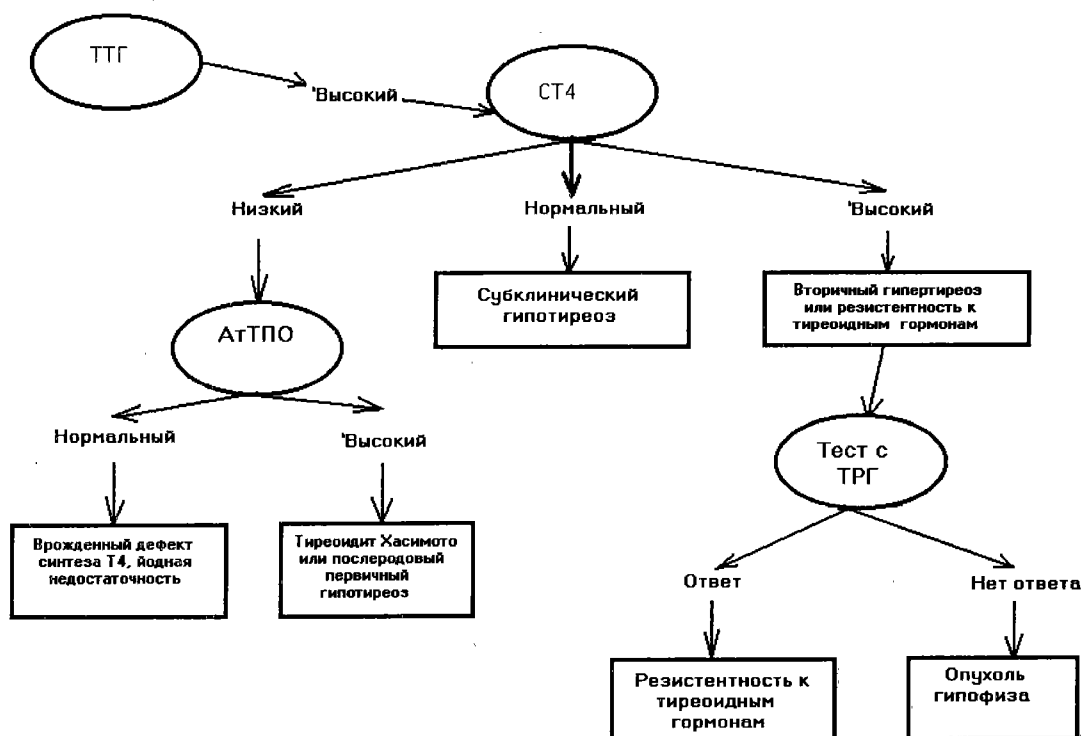 ТТГ
'Высокий
СТ4
Низкий
Нормальный
'Высокий
Субклинический
гипотиреоз
Вторичный гипертиреоз
или резистентность к
тиреоидным гормонам
АтТПО
Нормальный
'Высокий
Врожденный дефект
синтеза Т4, йодная
недостаточность
Тиреоидит Хасимото
или послеродовый
первичный
гипотиреоз
Тест с
ТРГ
Ответ
Нет ответа
Резистентность к
тиреоидным
гормонам
Опухоль
гипофиза